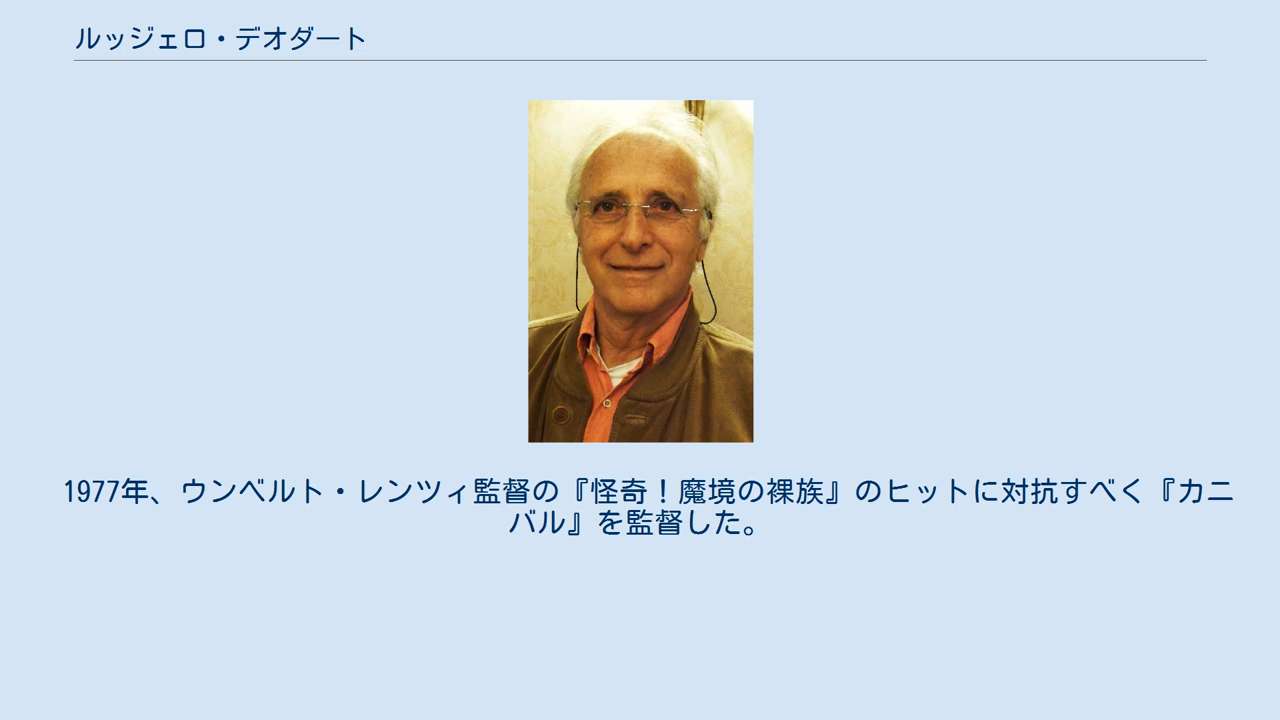 ルッジェロ・デオダート
1977年、ウンベルト・レンツィ監督の『怪奇！魔境の裸族』のヒットに対抗すべく『カニ
バル』を監督した。